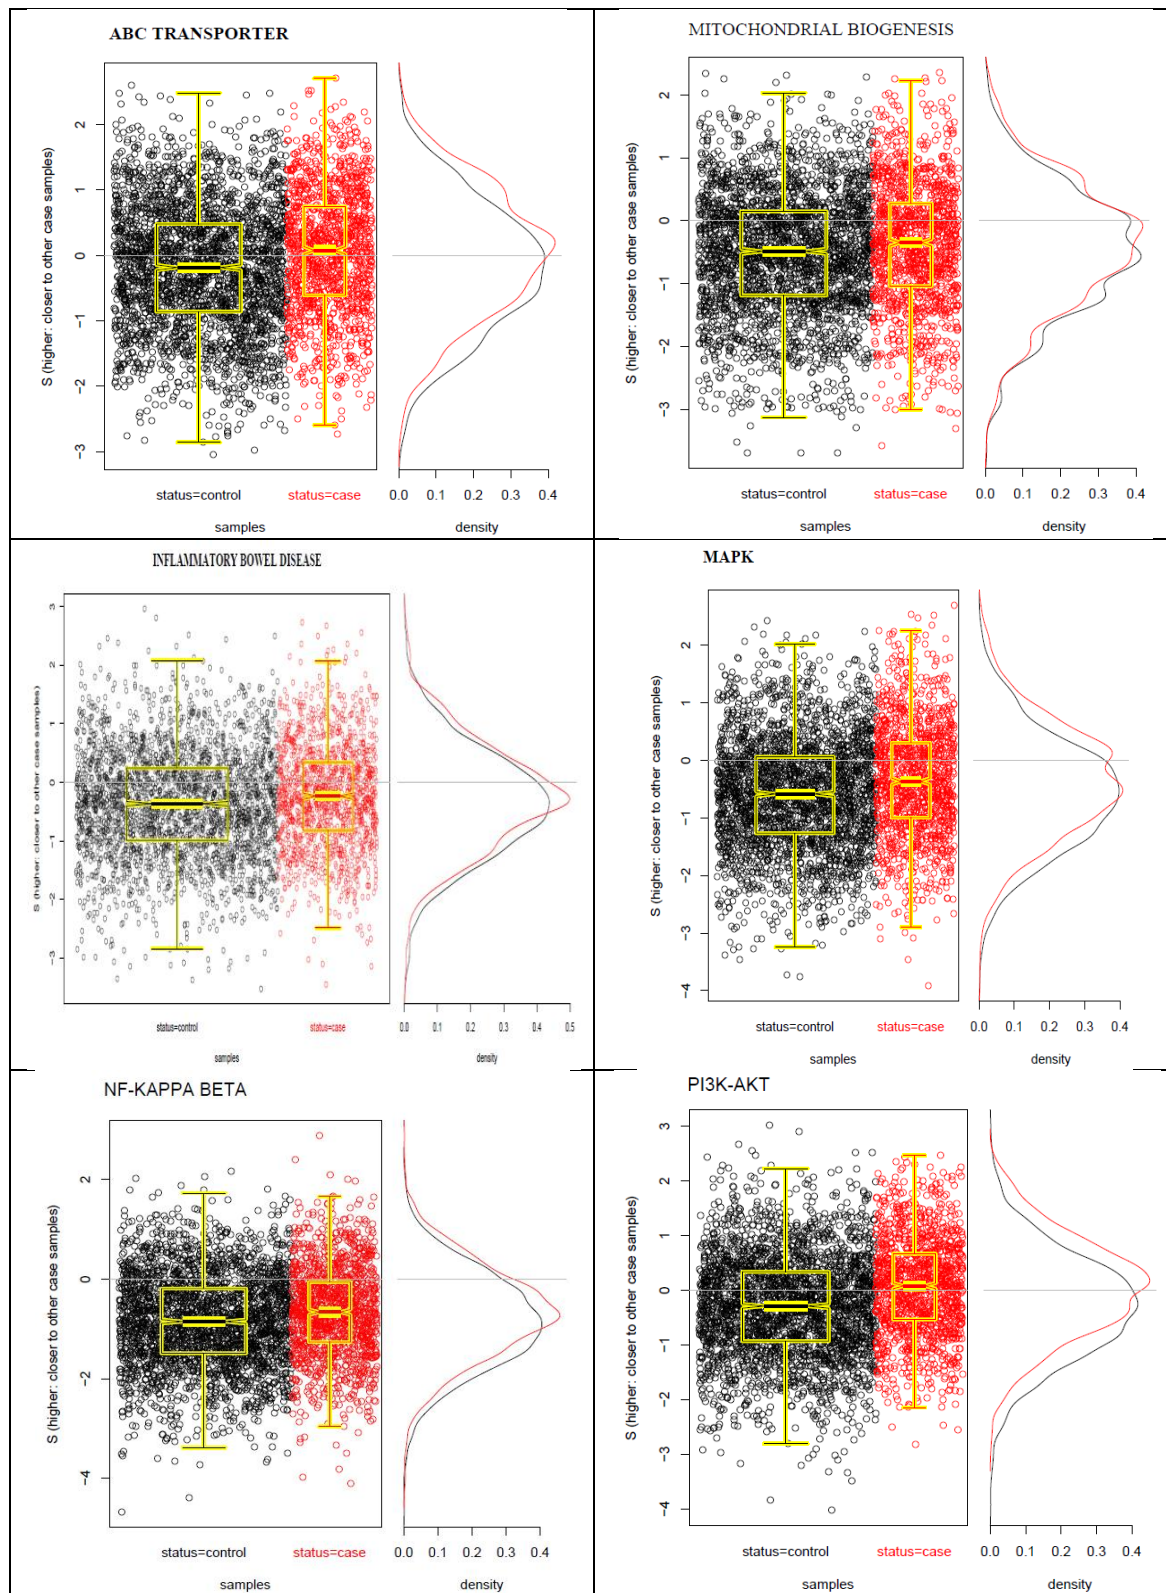 ABC TRANSPORTER
S (higher: closer to other case samples)
2
1
0
−1
−2
−3
status=control status=case
samples
0.0 0.1 0.2 0.3 0.4
density
MITOCHONDRIAL BIOGENESIS
S (higher: closer to other case samples)
2
1
0
−1
−2
−3
status=control status=case
samples
0.0 0.1 0.2 0.3 0.4
density
INFLAMMATORY BOWEL DISEASE
S (higher: closer to other case samples)
3
2
1
0
−1
−2
−3
status=control status=case
samples
0.0 0.1 0.2 0.3 0.4 0.5
density
MAPK
S (higher: closer to other case samples)
2
1
0
−1
−2
−3
−4
status=control status=case
samples
0.0 0.1 0.2 0.3 0.4
density
NF-KAPPA BETA
S (higher: closer to other case samples)
2
0
−2
−4
status=control status=case
samples
0.0 0.1 0.2 0.3 0.4
density
PI3K-AKT
S (higher: closer to other case samples)
3
2
1
0
−1
−2
−3
−4
status=control status=case
samples
0.0 0.1 0.2 0.3 0.4
density